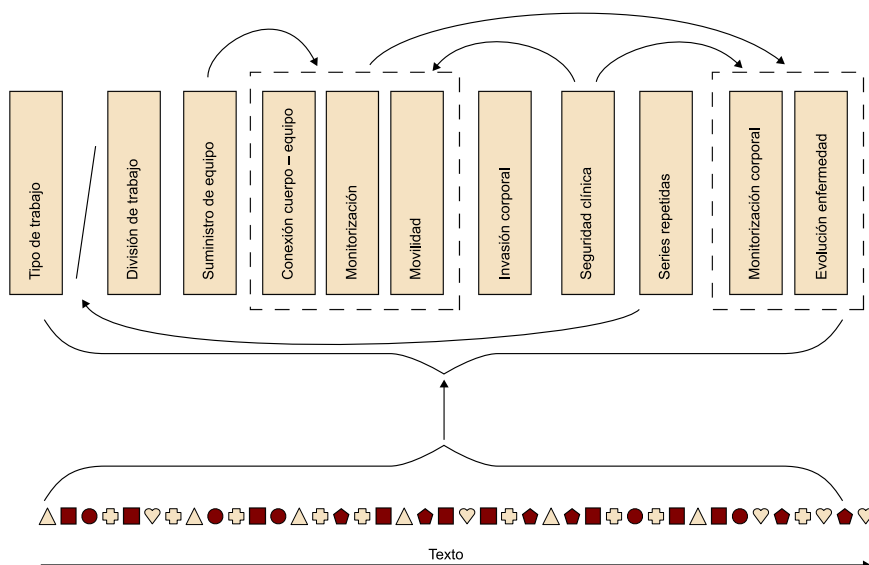 Tipo de trabajo
División de trabajo
Suministro de equipo
Conexión cuerpo – equipo
Monitorización
Movilidad
Invasión corporal
Seguridad clínica
Series repetidas
Monitorización corporal
Evolución enfermedad
Texto